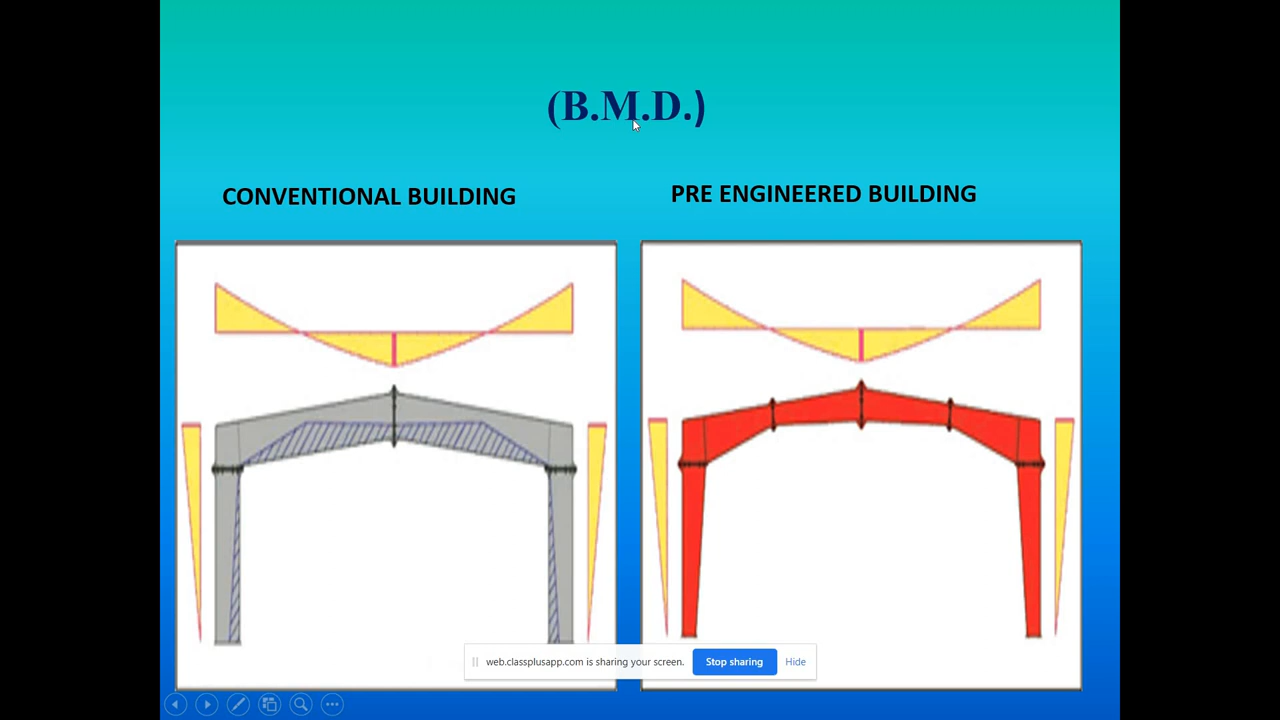 (B.M.D.)
CONVENTIONAL BUILDING
PRE ENGINEERED BUILDING
web.classplusapp.com is sharing your screen.
Stop sharing
Hide